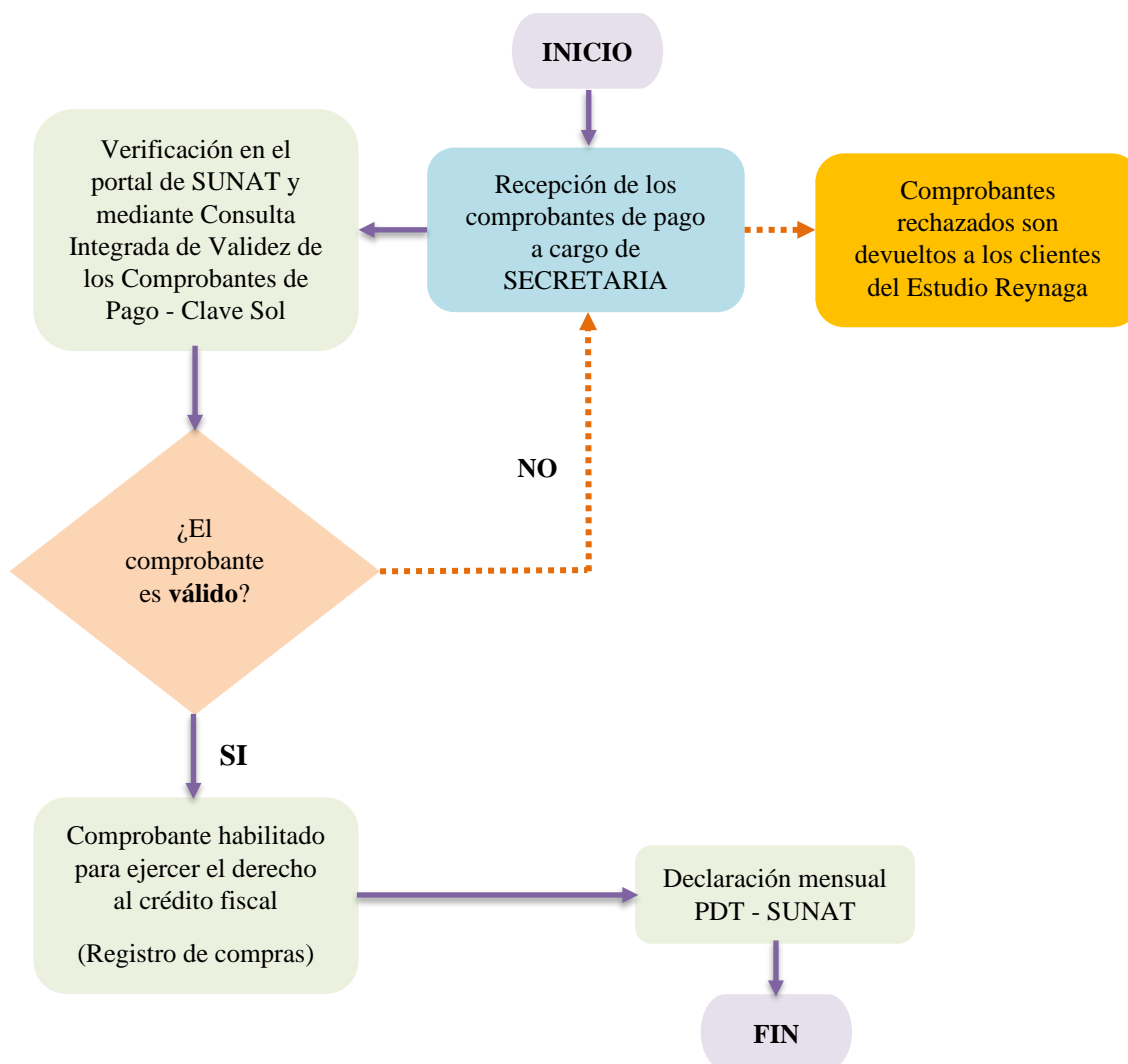 INICIO
Recepción de los
comprobantes de pago
a cargo de
SECRETARIA
Comprobantes
rechazados son
devueltos a los clientes
del Estudio Reynaga
Verificación en el
portal de SUNAT y
mediante Consulta
Integrada de Validez de
los Comprobantes de
Pago - Clave Sol
¿El
comprobante
es válido?
NO
SI
Comprobante habilitado
para ejercer el derecho
al crédito fiscal
(Registro de compras)
Declaración mensual
PDT - SUNAT
FIN